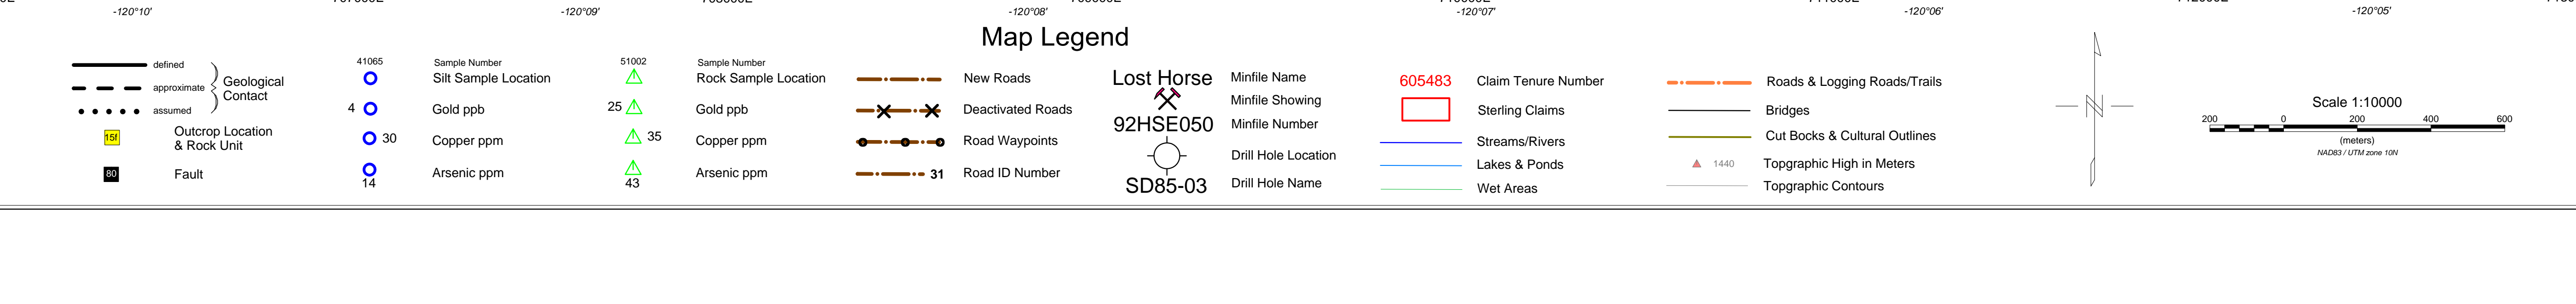 -120°10' -120°09' -120°08' -120°07' -120°06' -120°05'
Map Legend
defined
approximate
assumed
Geological
Contact
15f
Outcrop Location
& Rock Unit
80
Fault
41065
Sample Number
Silt Sample Location
4
Gold ppb
30
Copper ppm
14
Arsenic ppm
51002
Sample Number
Rock Sample Location
25
Gold ppb
35
Copper ppm
43
Arsenic ppm
New Roads
Deactivated Roads
Road Waypoints
31
Road ID Number
Lost Horse
Minfile Name
Minfile Showing
92HSE050
Minfile Number
Drill Hole Location
SD85-03
Drill Hole Name
605483
Claim Tenure Number
Sterling Claims
Streams/Rivers
Lakes & Ponds
Wet Areas
Roads & Logging Roads/Trails
Bridges
Cut Bocks & Cultural Outlines
1440
Topgraphic High in Meters
Topgraphic Contours
N
Scale 1:10000
200 0 200 400 600
(meters)
NAD83 / UTM zone 10N